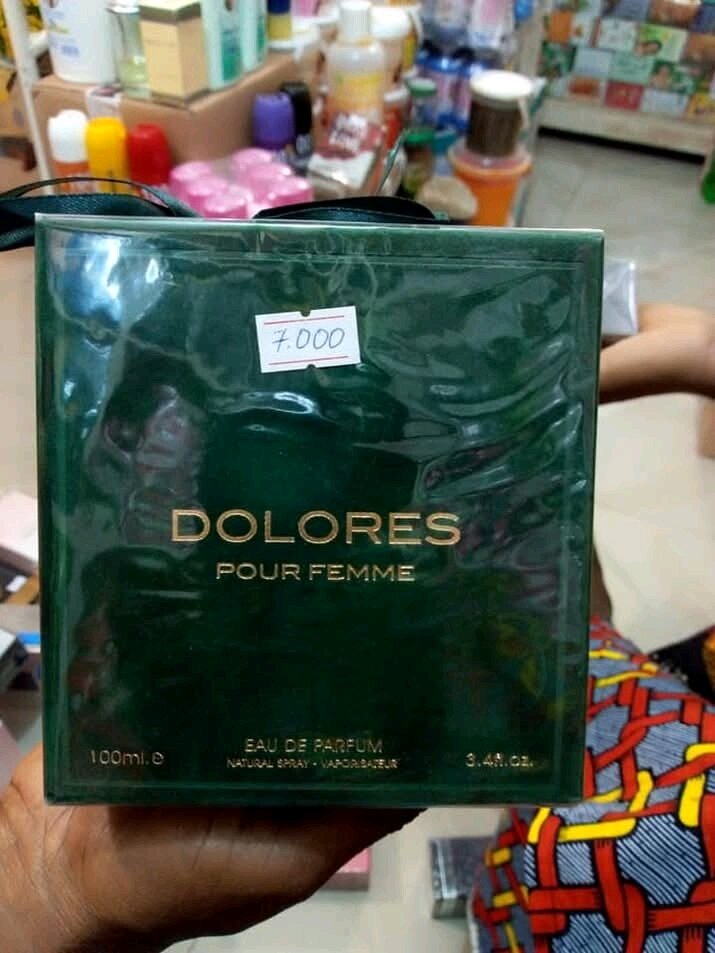 7.000
DOLORES
POUR FEMME
EAU DE PARFUM
NATURAL SPRAY - VAPORISATEUR
100ml.e
3.4fl.oz.